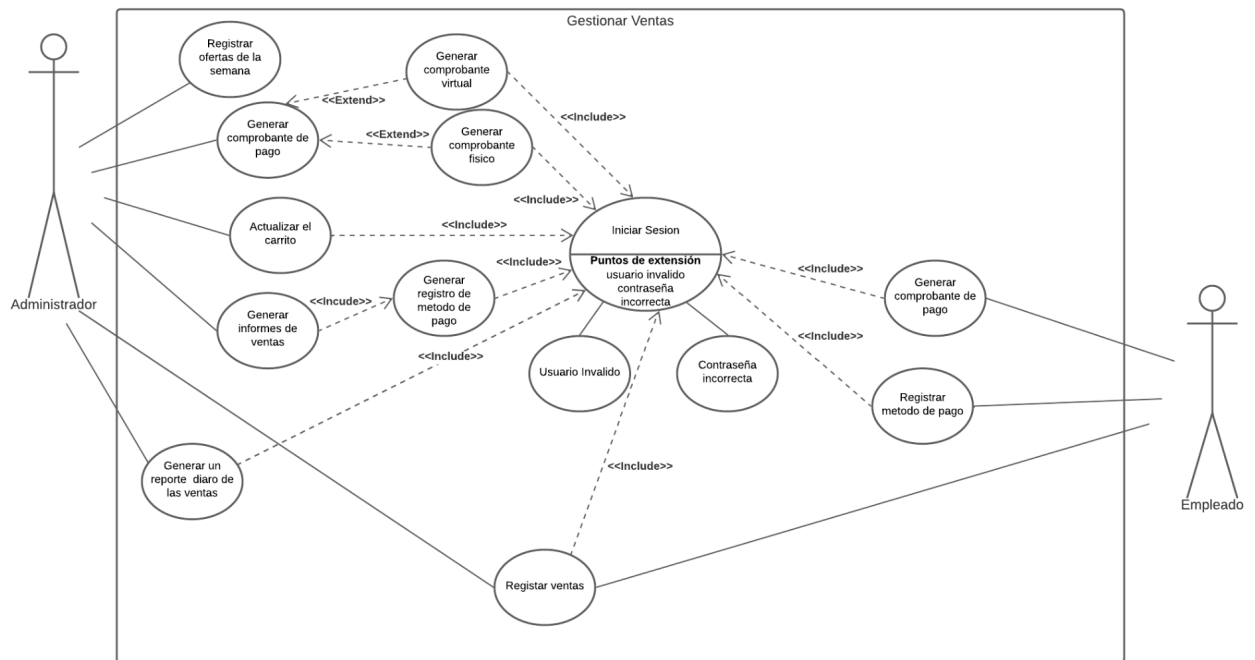 Gestionar Ventas
Registrar
ofertas de la
semana
Generar
comprobante
virtual
<<Extend>>
<<Include>>
Generar
comprobante de
pago
<<Extend>>
Generar
comprobante
fisico
<<Include>>
Actualizar el
carrito
<<Include>>
Iniciar Sesion
Puntos de extensión
usuario invalido
contraseña
incorrecta
<<Include>>
Generar
registro de
metodo de
pago
<<Incude>>
Generar
informes de
ventas
Administrador
<<Include>>
Generar
comprobante de
pago
<<Include>>
<<Include>>
Usuario Invalido
Contraseña
incorrecta
Registrar
metodo de pago
Generar un
reporte diaro de
las ventas
<<Include>>
Empleado
Registar ventas